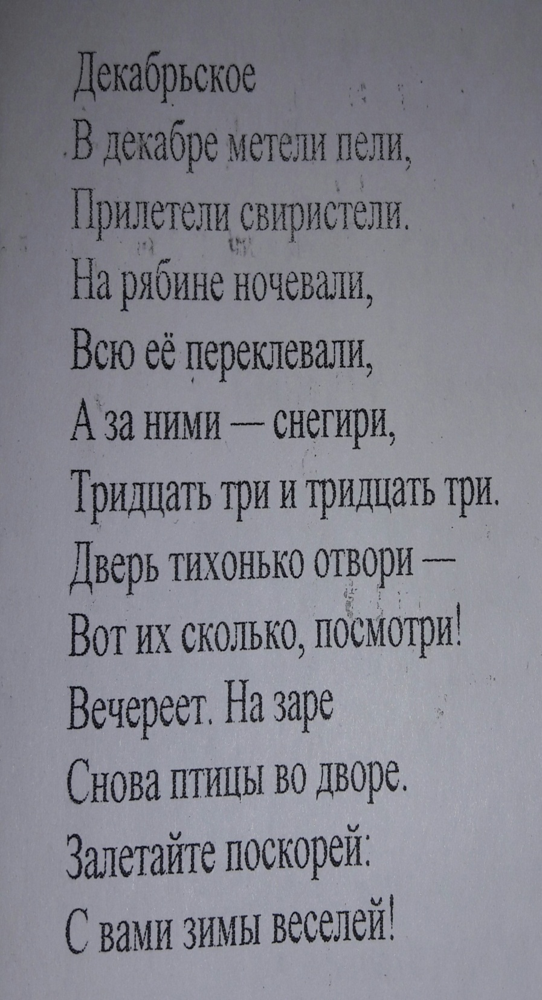 Декабрьское
В декабре метели пели,
Прилетели свиристели.
На рябине ночевали,
Всю её переклевали,
А за ними — снегири,
Тридцать три и тридцать три.
Дверь тихонько отвори —
Вот их сколько, посмотри!
Вечереет. На заре
Снова птицы во дворе.
Залетайте поскорей:
С вами зимы веселей!